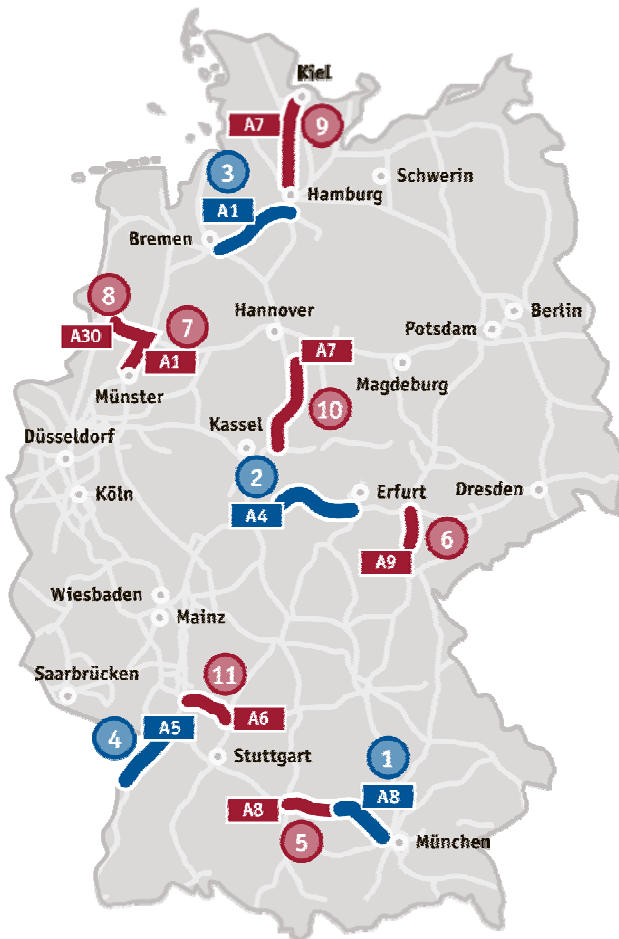 Kiel
A7
9
3
Schwerin
Hamburg
A1
Bremen
8
7
Hannover
Berlin
A30
Potsdam
A1
A7
Magdeburg
Münster
10
Kassel
Düsseldorf
2
Erfurt
Dresden
Köln
A4
6
A9
Wiesbaden
Mainz
Saarbrücken
11
A6
A5
4
Stuttgart
1
A8
A8
5
München